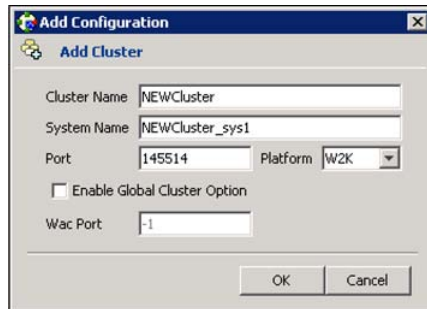 Add Configuration
Add Cluster
Cluster Name NEWCluster
System Name NEWCluster_sys1
Port 145514 Platform W2K
Enable Global Cluster Option
Wac Port -1
OK Cancel